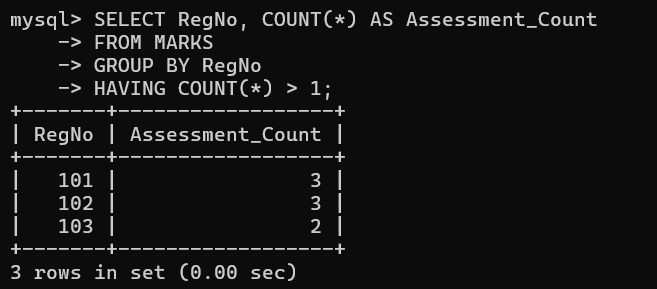 mysql> SELECT RegNo, COUNT(*) AS Assessment_Count
    -> FROM MARKS
    -> GROUP BY RegNo
    -> HAVING COUNT(*) > 1;
+-------+------------------+
| RegNo | Assessment_Count |
+-------+------------------+
|   101 |                3 |
|   102 |                3 |
|   103 |                2 |
+-------+------------------+
3 rows in set (0.00 sec)